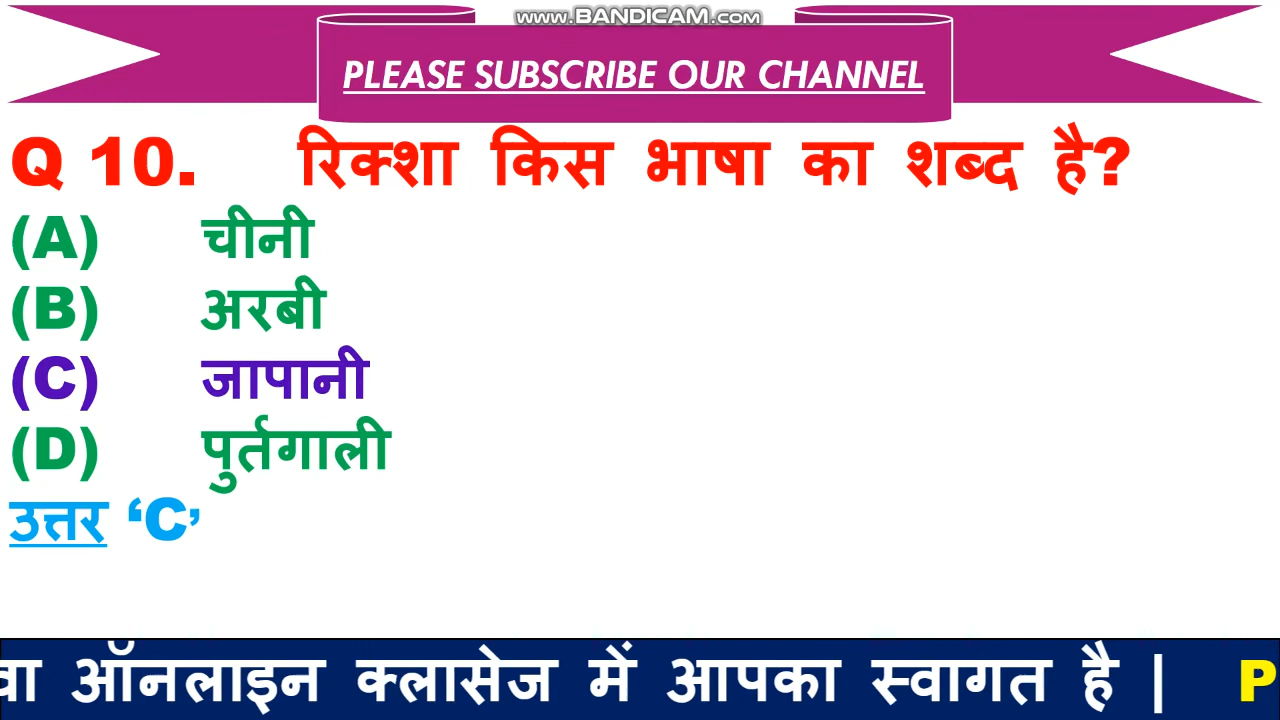 www.BANDICAM.com
PLEASE SUBSCRIBE OUR CHANNEL
Q 10. रिक्शा किस भाषा का शब्द है?
(A) चीनी
(B) अरबी
(C) जापानी
(D) पुर्तगाली
उत्तर ‘C’
ऑनलाइन क्लासेज में आपका स्वागत है |